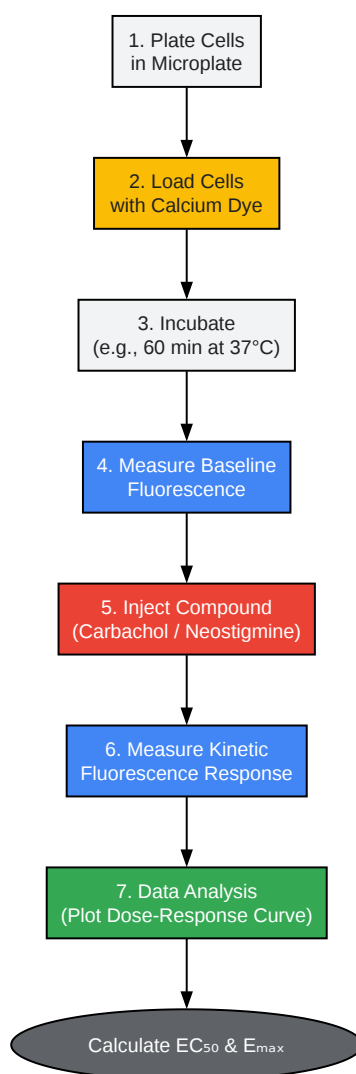 1. Plate Cells
in Microplate
2. Load Cells
with Calcium Dye
3. Incubate
(e.g., 60 min at 37°C)
4. Measure Baseline
Fluorescence
5. Inject Compound
(Carbachol / Neostigmine)
6. Measure Kinetic
Fluorescence Response
7. Data Analysis
(Plot Dose-Response Curve)
Calculate EC₅₀ & Eₘₐₓ